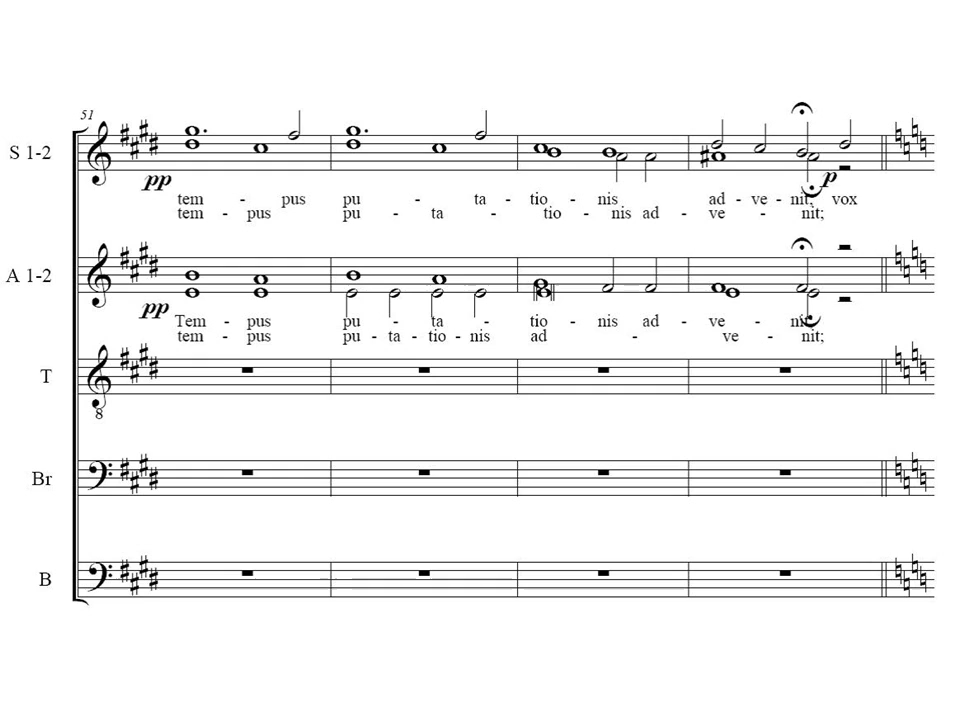 51
S 1-2
pp
p
tem - pus pu - ta - tio - nis ad - ve - nit; vox
tem - pus pu - ta - tio - nis ad - ve - nit;
A 1-2
pp
Tem - pus pu - ta - tio - nis ad - ve -
tem - pus pu - ta - tio - nis ad - ve - nit;
T
8
Br
B